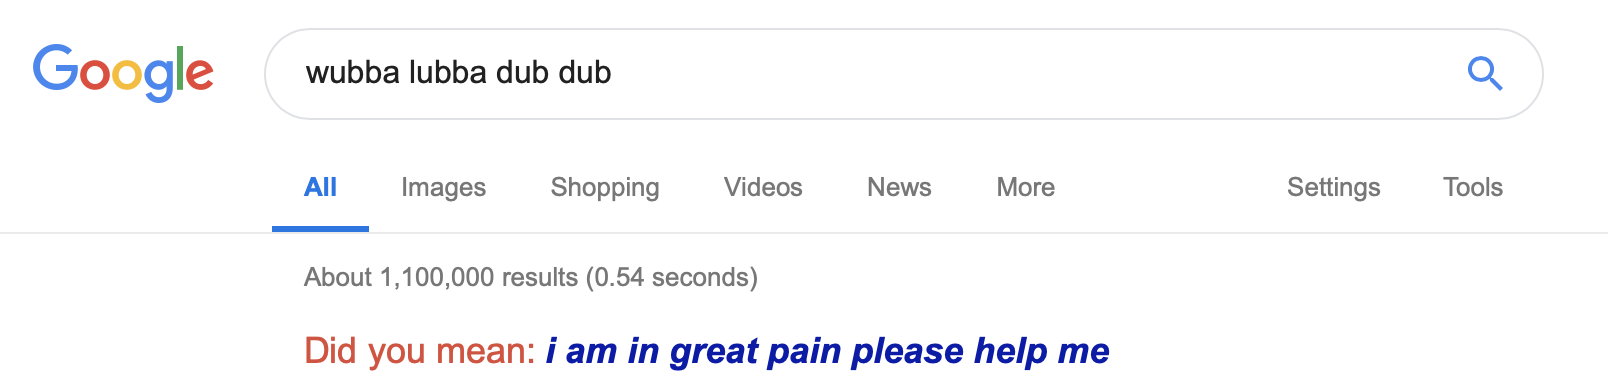 Google wubba lubba dub dub
All Images Shopping Videos News More Settings Tools
About 1,100,000 results (0.54 seconds)
Did you mean: i am in great pain please help me